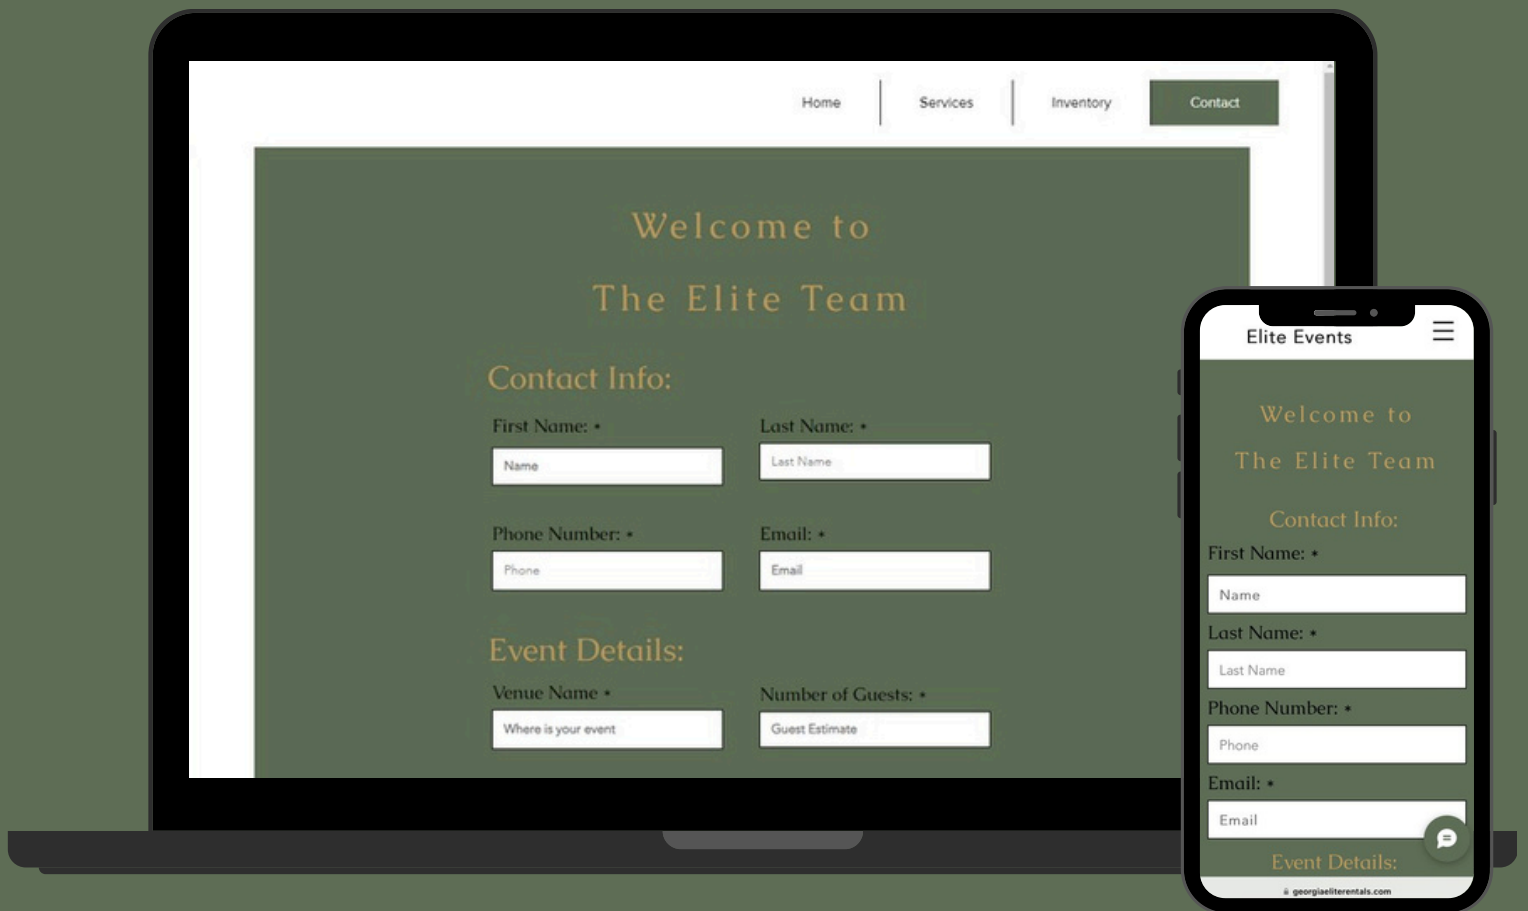 Home Services Inventory Contact
Welcome to
The Elite Team
Contact Info:
First Name: * Last Name: *
Name Last Name
Phone Number: * Email: *
Phone Email
Event Details:
Venue Name * Number of Guests: *
Where is your event Guest Estimate
Elite Events
Welcome to
The Elite Team
Contact Info:
First Name: *
Name
Last Name: *
Last Name
Phone Number: *
Phone
Email: *
Email
Event Details:
georgiaeliterentals.com